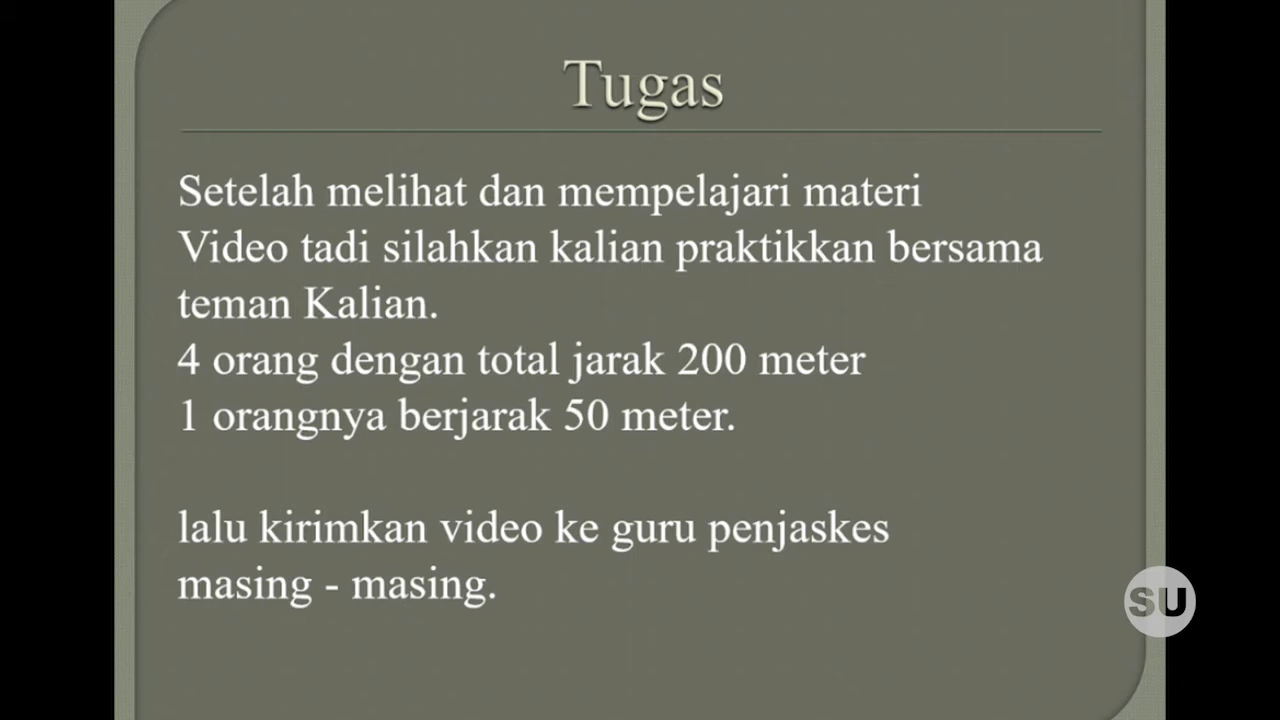 Tugas
Setelah melihat dan mempelajari materi
Video tadi silahkan kalian praktikkan bersama
teman Kalian.
4 orang dengan total jarak 200 meter
1 orangnya berjarak 50 meter.
lalu kirimkan video ke guru penjaskes
masing - masing.
SU